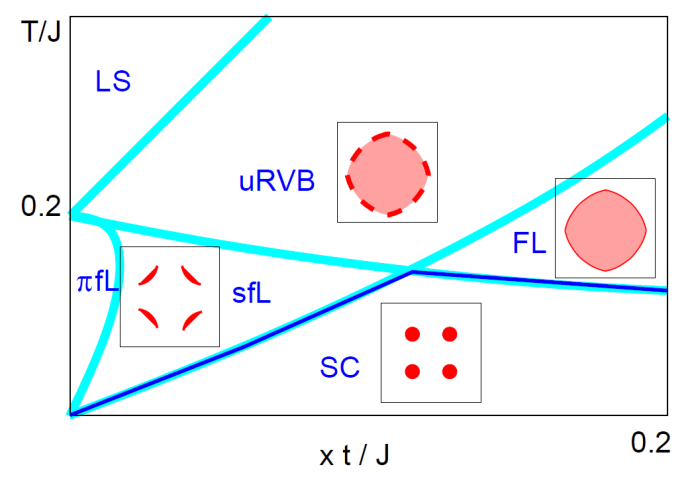 T/J
LS
uRVB
0.2
FL
πfL
sfL
SC
0.2
x t / J